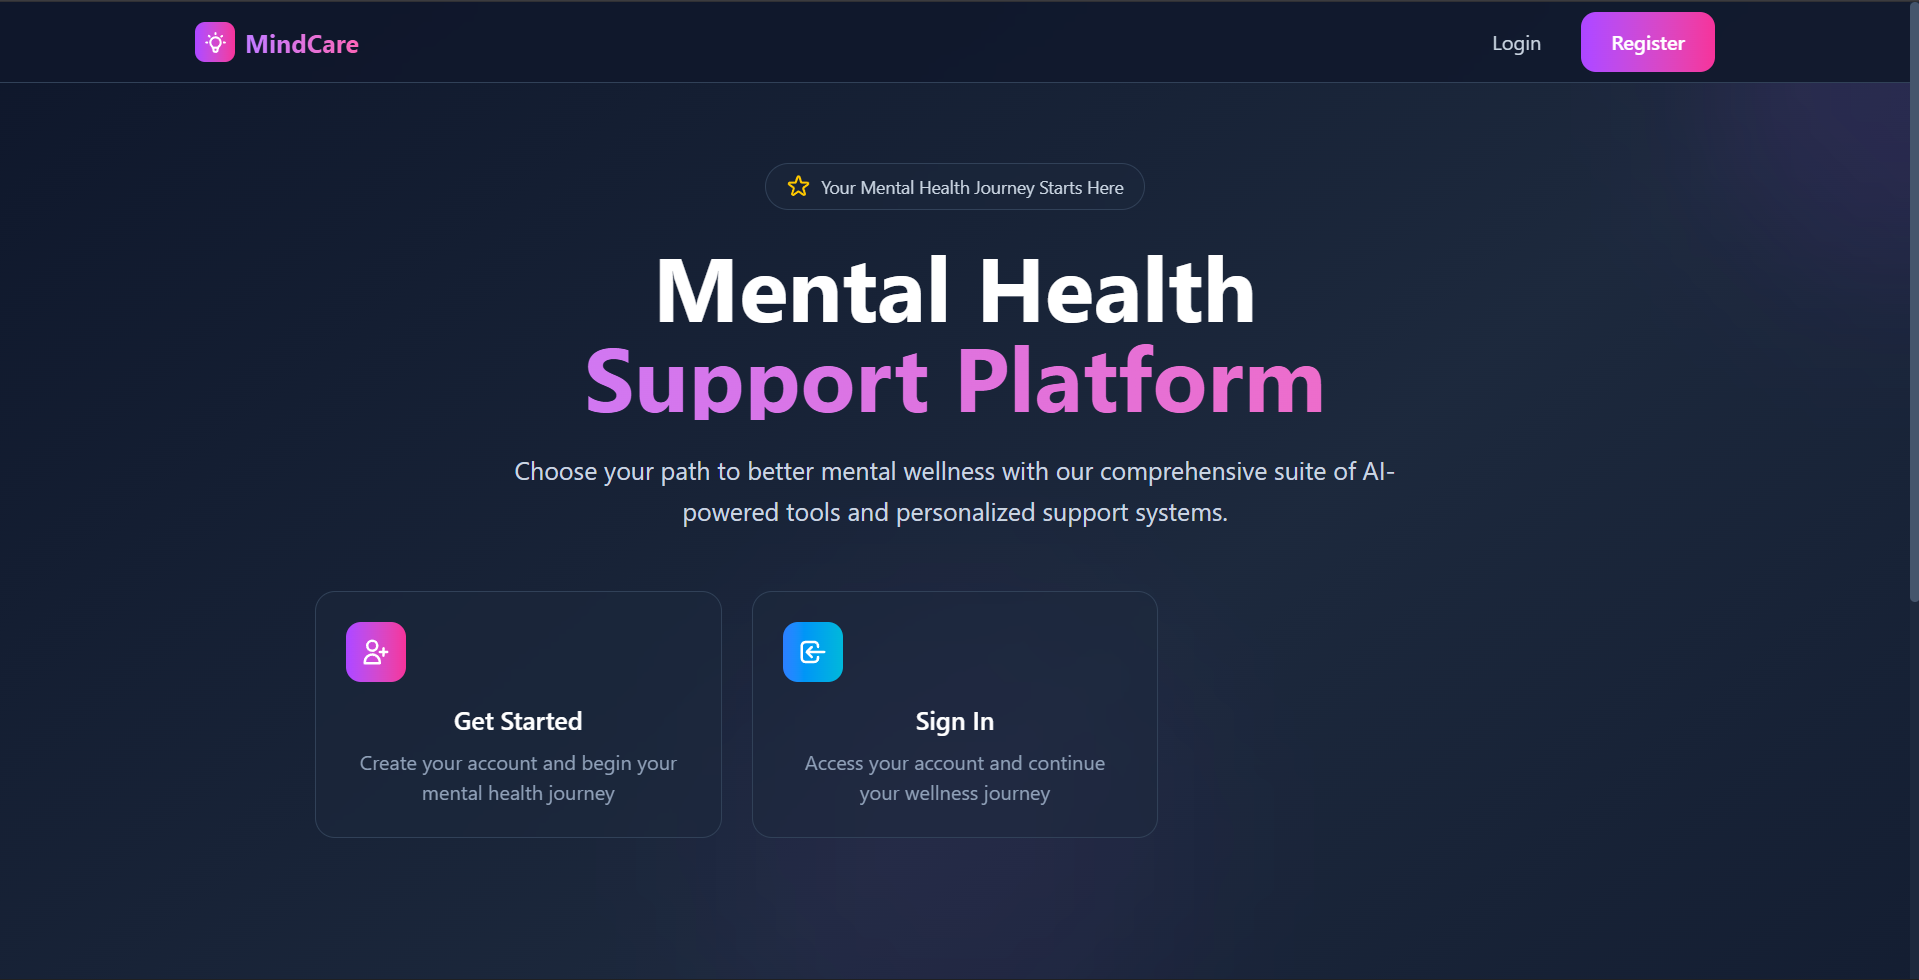 MindCare
Login
Register
Your Mental Health Journey Starts Here
Mental Health
Support Platform
Choose your path to better mental wellness with our comprehensive suite of AI-
powered tools and personalized support systems.
Get Started
Create your account and begin your
mental health journey
Sign In
Access your account and continue
your wellness journey